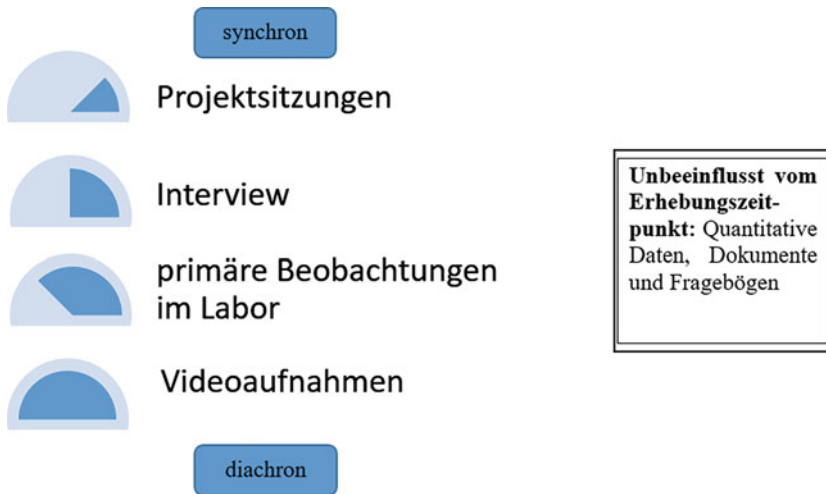 synchron
Projektsitzungen
Interview
primäre Beobachtungen
im Labor
Videoaufnahmen
diachron
Unbeeinflusst vom
Erhebungszeit-
punkt: Quantitative
Daten, Dokumente
und Fragebögen